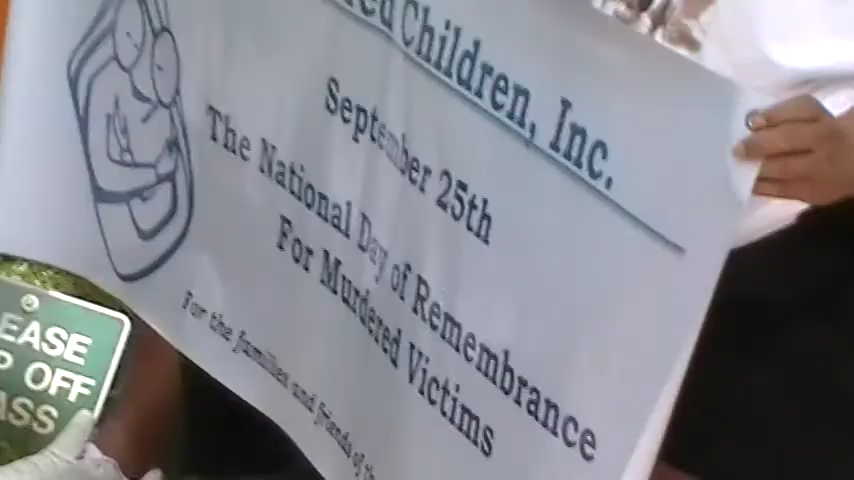 Children, Inc.
September 25th
The National Day of Remembrance
For Murdered Victims
For the families and friends of
EASE
OFF
ASS